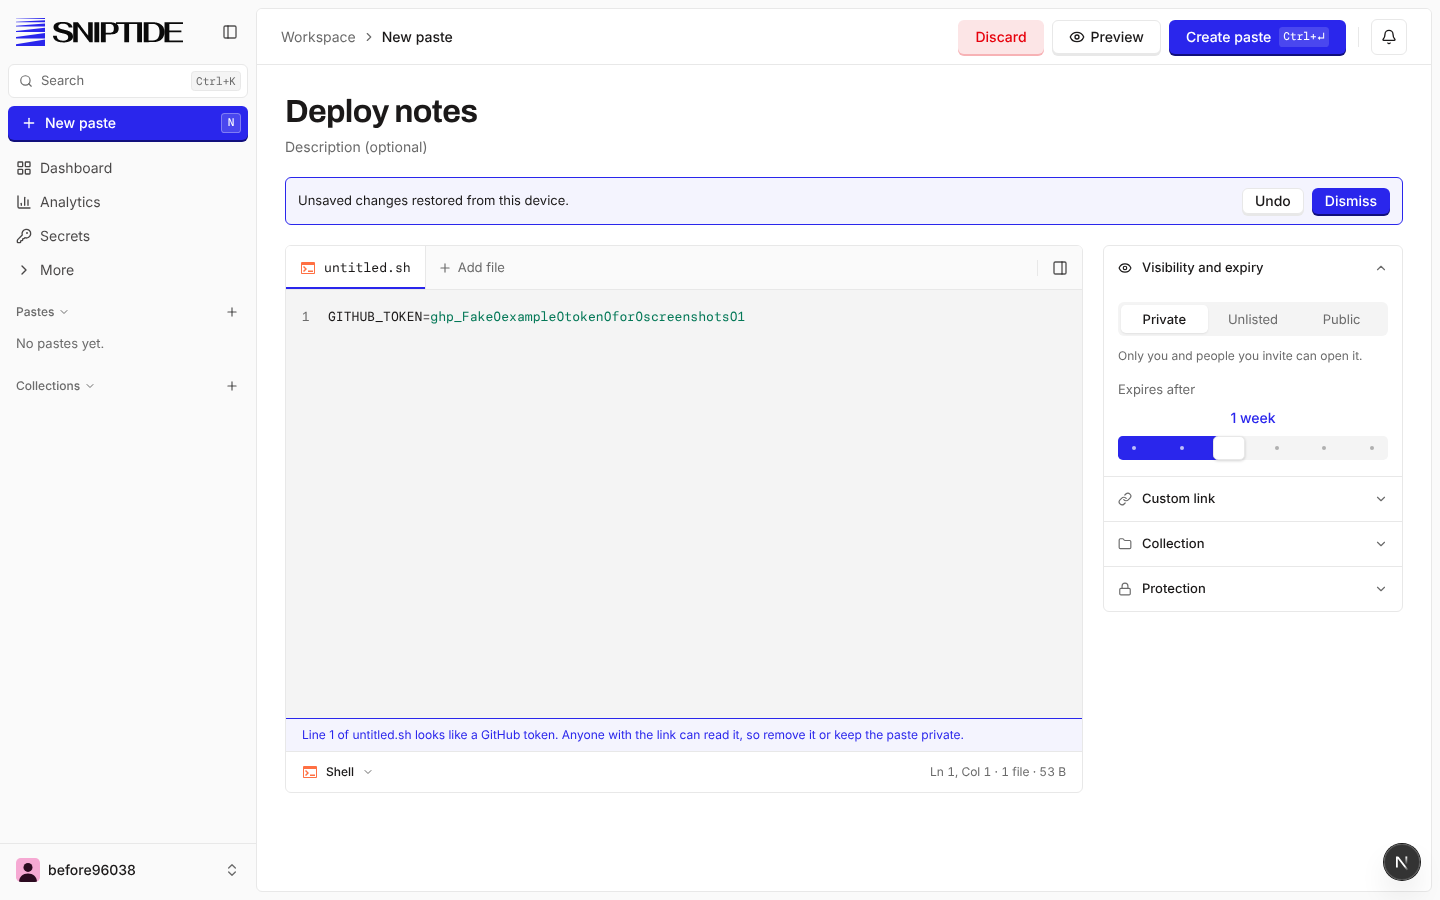 SNIPTIDE
Search Ctrl+K
New paste N
Dashboard
Analytics
Secrets
More
Pastes
No pastes yet.
Collections
before96038
Workspace > New paste
Discard
Preview
Create paste Ctrl+↵
Deploy notes
Description (optional)
Unsaved changes restored from this device.
Undo
Dismiss
untitled.sh
Add file
1 GITHUB_TOKEN=ghp_Fake0example0token0for0screenshots01
Line 1 of untitled.sh looks like a GitHub token. Anyone with the link can read it, so remove it or keep the paste private.
Shell
Ln 1, Col 1 · 1 file · 53 B
Visibility and expiry
Private Unlisted Public
Only you and people you invite can open it.
Expires after
1 week
Custom link
Collection
Protection
N